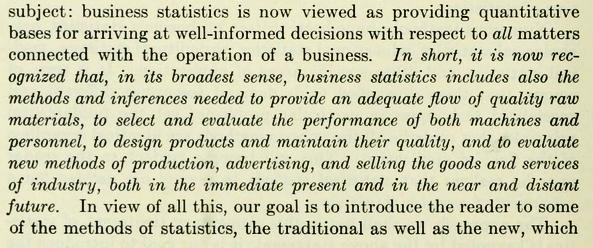 subject: business statistics is now viewed as providing quantitative
bases for arriving at well-informed decisions with respect to all matters
connected with the operation of a business. In short, it is now rec-
ognized that, in its broadest sense, business statistics includes also the
methods and inferences needed to provide an adequate flow of quality raw
materials, to select and evaluate the performance of both machines and
personnel, to design products and maintain their quality, and to evaluate
new methods of production, advertising, and selling the goods and services
of industry, both in the immediate present and in the near and distant
future. In view of all this, our goal is to introduce the reader to some
of the methods of statistics, the traditional as well as the new, which